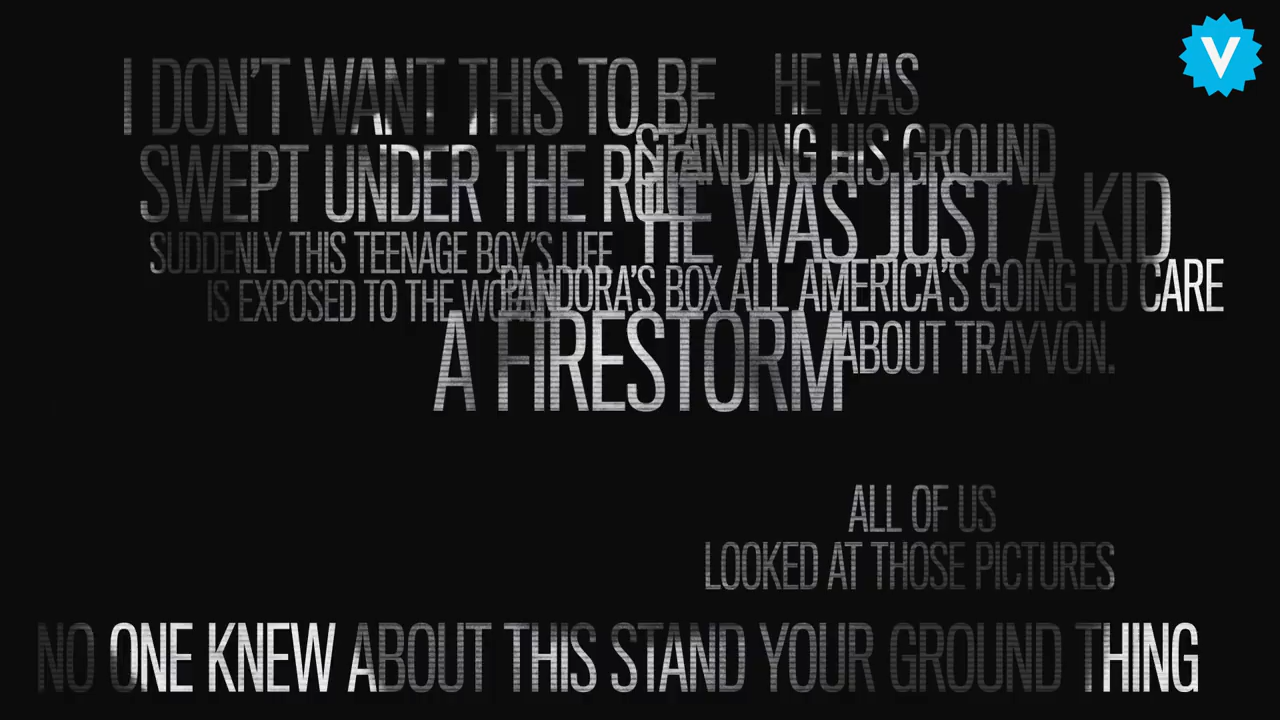 I DON'T WANT THIS TO BE
SWEPT UNDER THE RUG
HE WAS
STANDING HIS GROUND
HE WAS JUST A KID
SUDDENLY THIS TEENAGE BOY'S LIFE
IS EXPOSED TO THE WORLD
PANDORA'S BOX
ALL AMERICA'S GOING TO CARE
ABOUT TRAYVON.
A FIRESTORM
ALL OF US
LOOKED AT THOSE PICTURES
NO ONE KNEW ABOUT THIS STAND YOUR GROUND THING
V